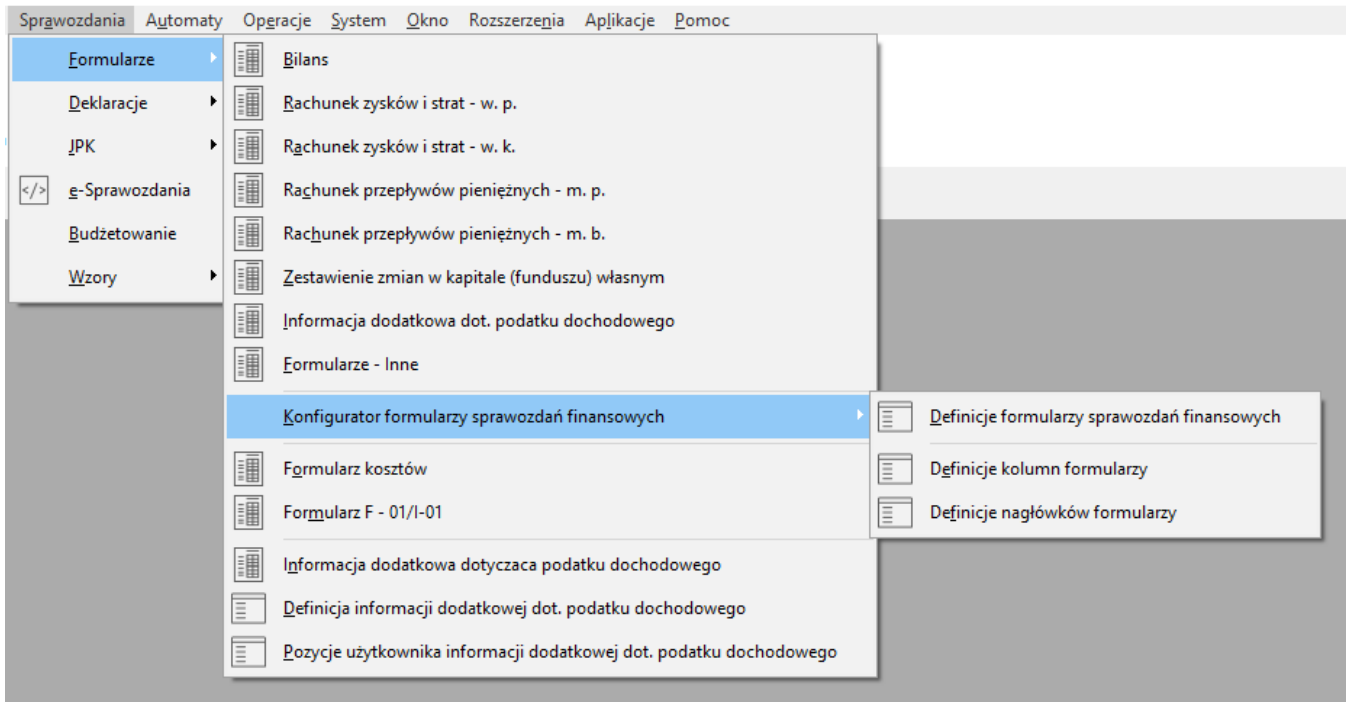 Sprawozdania Automaty Operacje System Okno Rozszerzenia Aplikacje Pomoc
Formularze
Deklaracje
JPK
</> e-Sprawozdania
Budżetowanie
Wzory
Bilans
Rachunek zysków i strat - w. p.
Rachunek zysków i strat - w. k.
Rachunek przepływów pieniężnych - m. p.
Rachunek przepływów pieniężnych - m. b.
Zestawienie zmian w kapitale (funduszu) własnym
Informacja dodatkowa dot. podatku dochodowego
Formularze - Inne
Konfigurator formularzy sprawozdań finansowych
Formularz kosztów
Formularz F - 01/I-01
Informacja dodatkowa dotyczaca podatku dochodowego
Definicja informacji dodatkowej dot. podatku dochodowego
Pozycje użytkownika informacji dodatkowej dot. podatku dochodowego
Definicje formularzy sprawozdań finansowych
Definicje kolumn formularzy
Definicje nagłówków formularzy